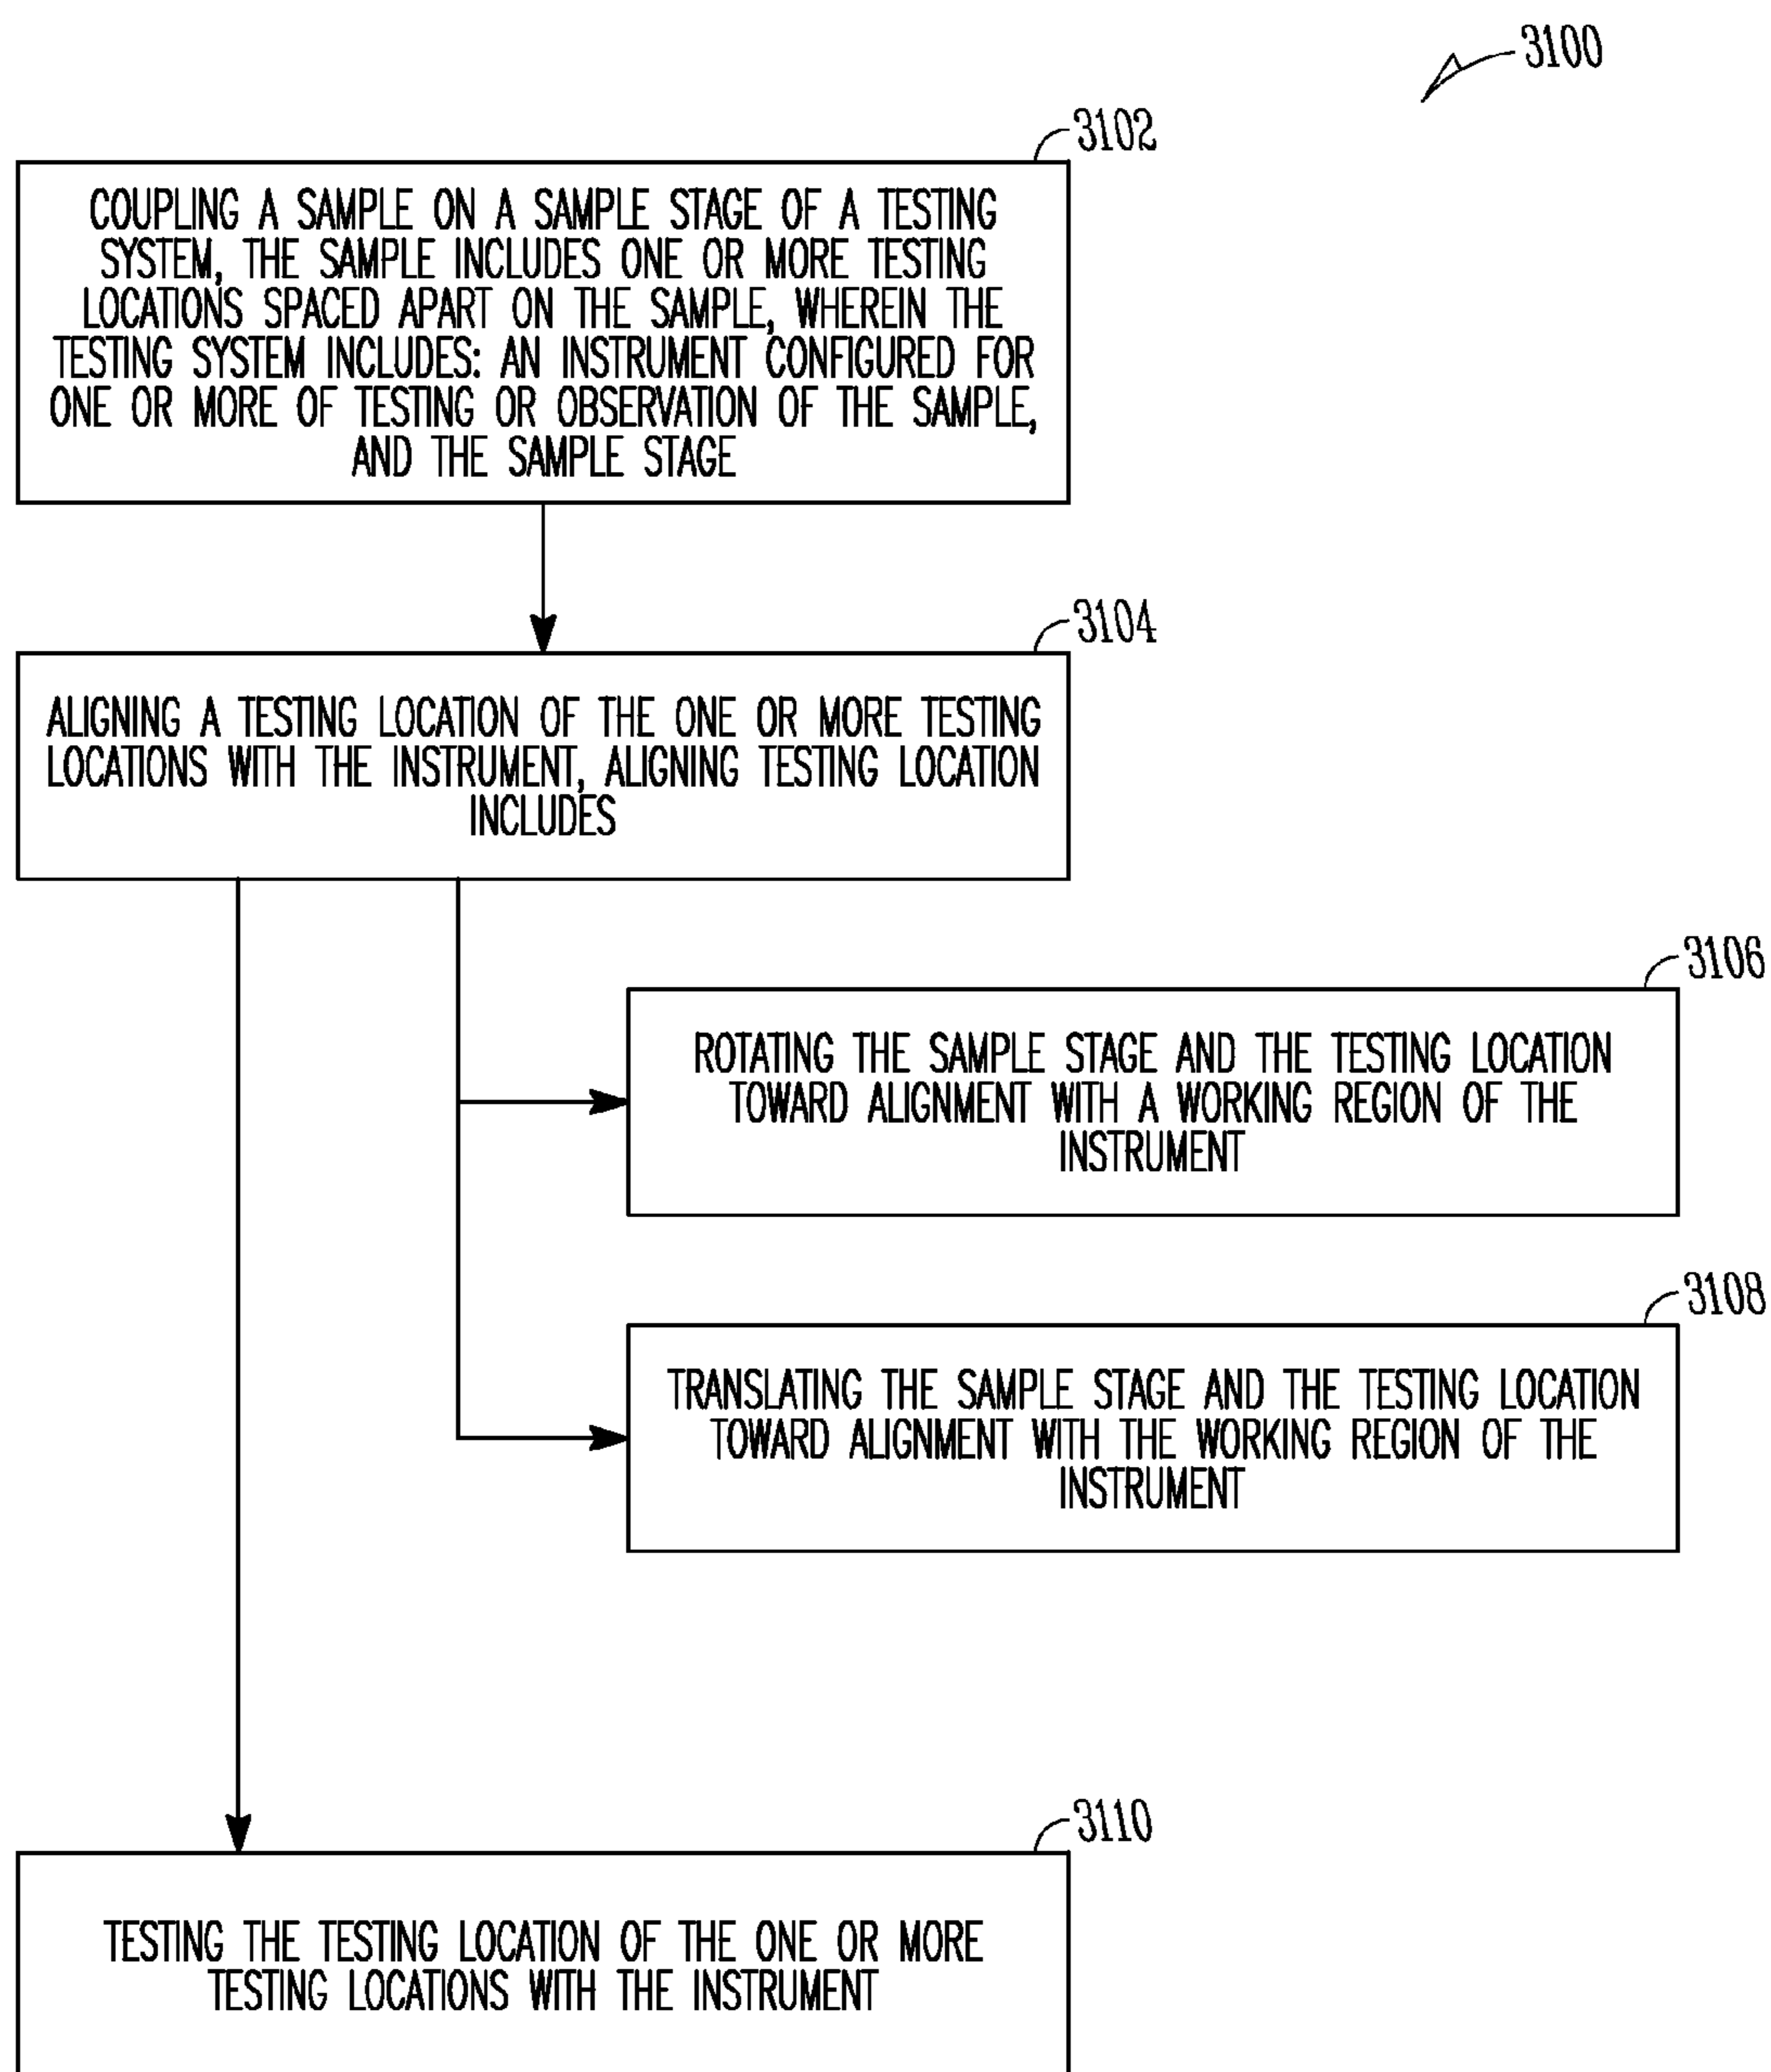 3100
3102
COUPLING A SAMPLE ON A SAMPLE STAGE OF A TESTING
SYSTEM, THE SAMPLE INCLUDES ONE OR MORE TESTING
LOCATIONS SPACED APART ON THE SAMPLE, WHEREIN THE
TESTING SYSTEM INCLUDES: AN INSTRUMENT CONFIGURED FOR
ONE OR MORE OF TESTING OR OBSERVATION OF THE SAMPLE,
AND THE SAMPLE STAGE
3104
ALIGNING A TESTING LOCATION OF THE ONE OR MORE TESTING
LOCATIONS WITH THE INSTRUMENT, ALIGNING TESTING LOCATION
INCLUDES
3106
ROTATING THE SAMPLE STAGE AND THE TESTING LOCATION
TOWARD ALIGNMENT WITH A WORKING REGION OF THE
INSTRUMENT
3108
TRANSLATING THE SAMPLE STAGE AND THE TESTING LOCATION
TOWARD ALIGNMENT WITH THE WORKING REGION OF THE
INSTRUMENT
3110
TESTING THE TESTING LOCATION OF THE ONE OR MORE
TESTING LOCATIONS WITH THE INSTRUMENT